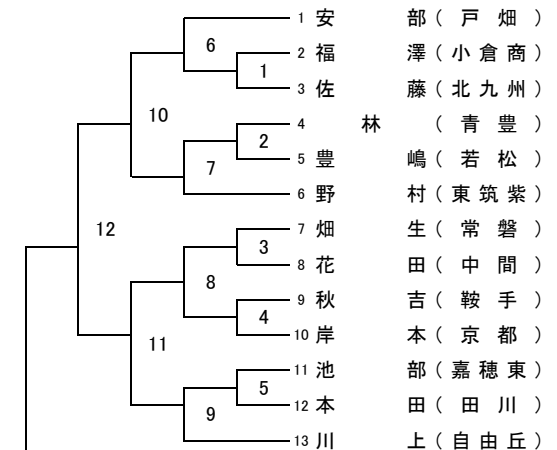 1 安部(戸畑)
6
2 福澤(小倉商)
1
3 佐藤(北九州)
10
4 林(青豊)
2
5 豊嶋(若松)
7
6 野村(東筑紫)
12
7 畑生(常磐)
3
8 花田(中間)
8
9 秋吉(鞍手)
4
10 岸本(京都)
11
11 池部(嘉穂東)
5
12 本田(田川)
9
13 川上(自由丘)